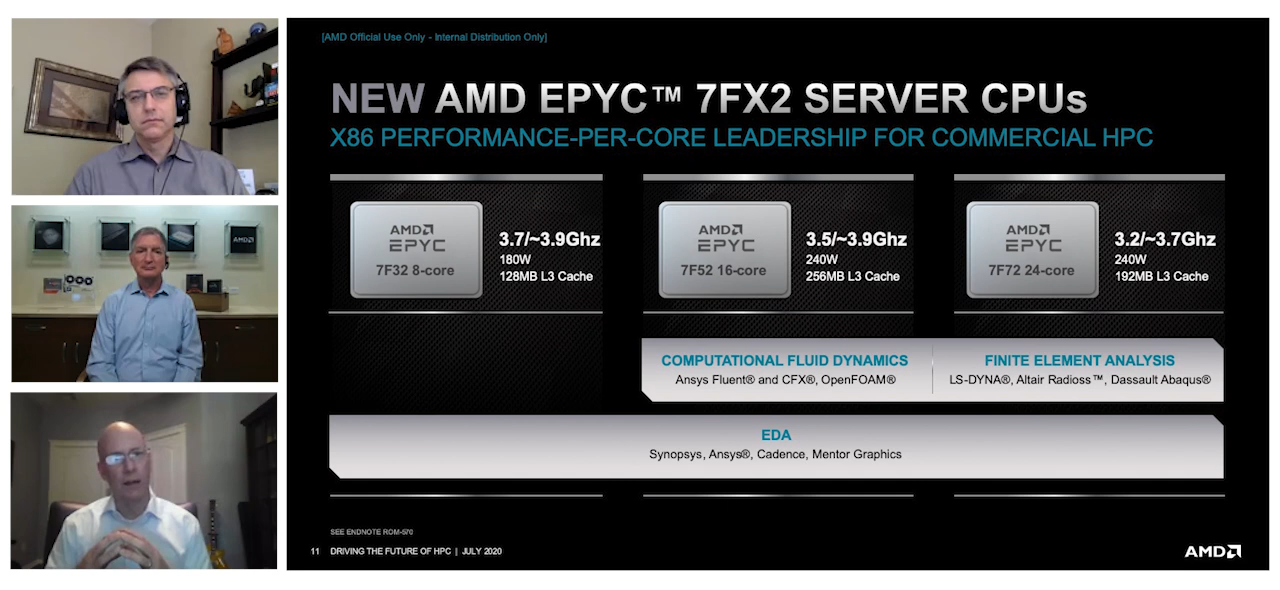 [AMD Official Use Only - Internal Distribution Only]
NEW AMD EPYC™ 7FX2 SERVER CPUs
X86 PERFORMANCE-PER-CORE LEADERSHIP FOR COMMERCIAL HPC
AMD
EPYC
7F32 8-core
3.7/~3.9Ghz
180W
128MB L3 Cache
AMD
EPYC
7F52 16-core
3.5/~3.9Ghz
240W
256MB L3 Cache
AMD
EPYC
7F72 24-core
3.2/~3.7Ghz
240W
192MB L3 Cache
COMPUTATIONAL FLUID DYNAMICS
Ansys Fluent® and CFX®, OpenFOAM®
FINITE ELEMENT ANALYSIS
LS-DYNA®, Altair Radioss™, Dassault Abaqus®
EDA
Synopsys, Ansys®, Cadence, Mentor Graphics
SEE ENDNOTE ROM-570
11 DRIVING THE FUTURE OF HPC | JULY 2020
AMD
AMD